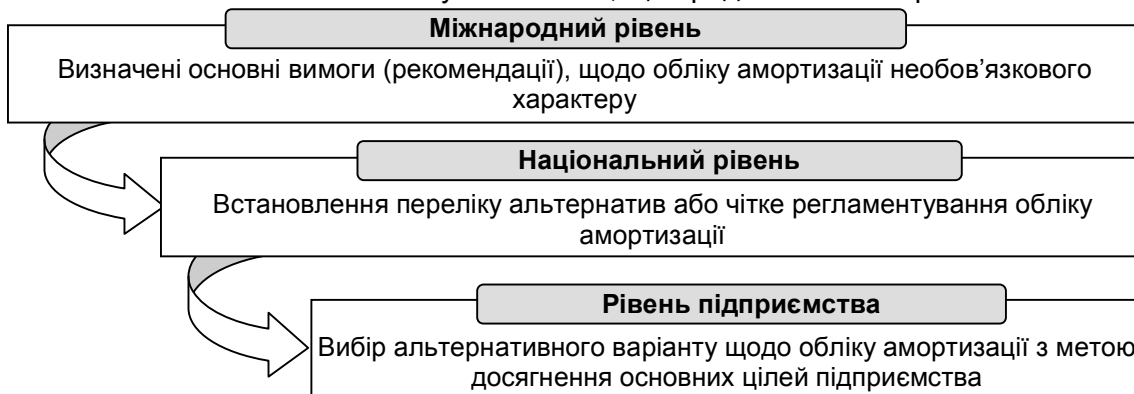 Міжнародний рівень
Визначені основні вимоги (рекомендації), щодо обліку амортизації необов’язкового
характеру
Національний рівень
Встановлення переліку альтернатив або чітке регламентування обліку
амортизації
Рівень підприємства
Вибір альтернативного варіанту щодо обліку амортизації з метою
досягнення основних цілей підприємства